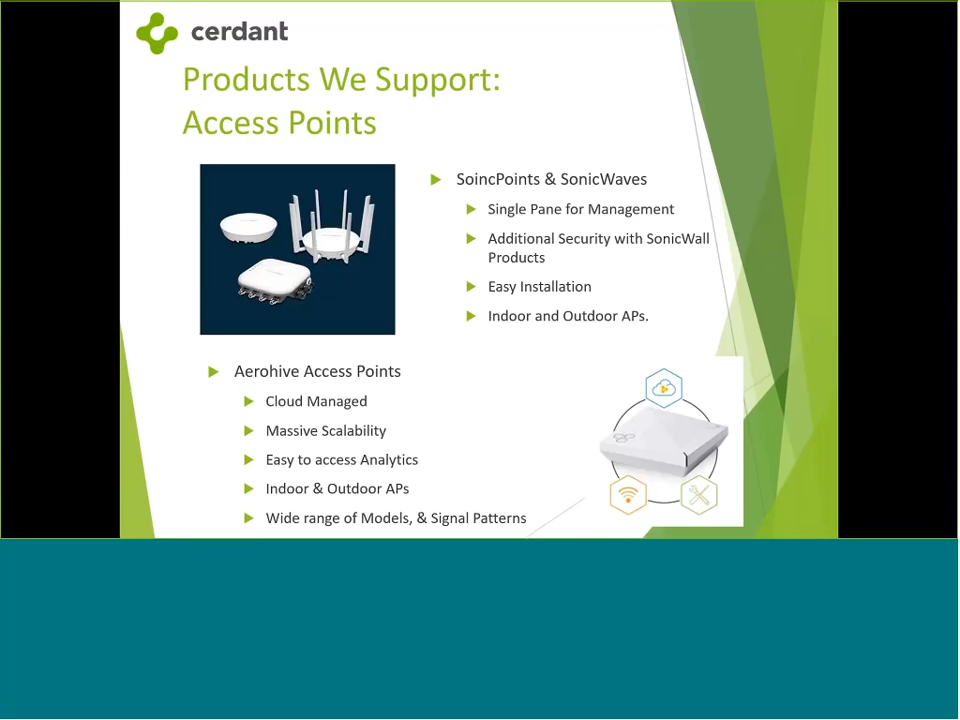 cerdant
Products We Support:
Access Points
SoincPoints & SonicWaves
Single Pane for Management
Additional Security with SonicWall
Products
Easy Installation
Indoor and Outdoor APs.
Aerohive Access Points
Cloud Managed
Massive Scalability
Easy to access Analytics
Indoor & Outdoor APs
Wide range of Models, & Signal Patterns